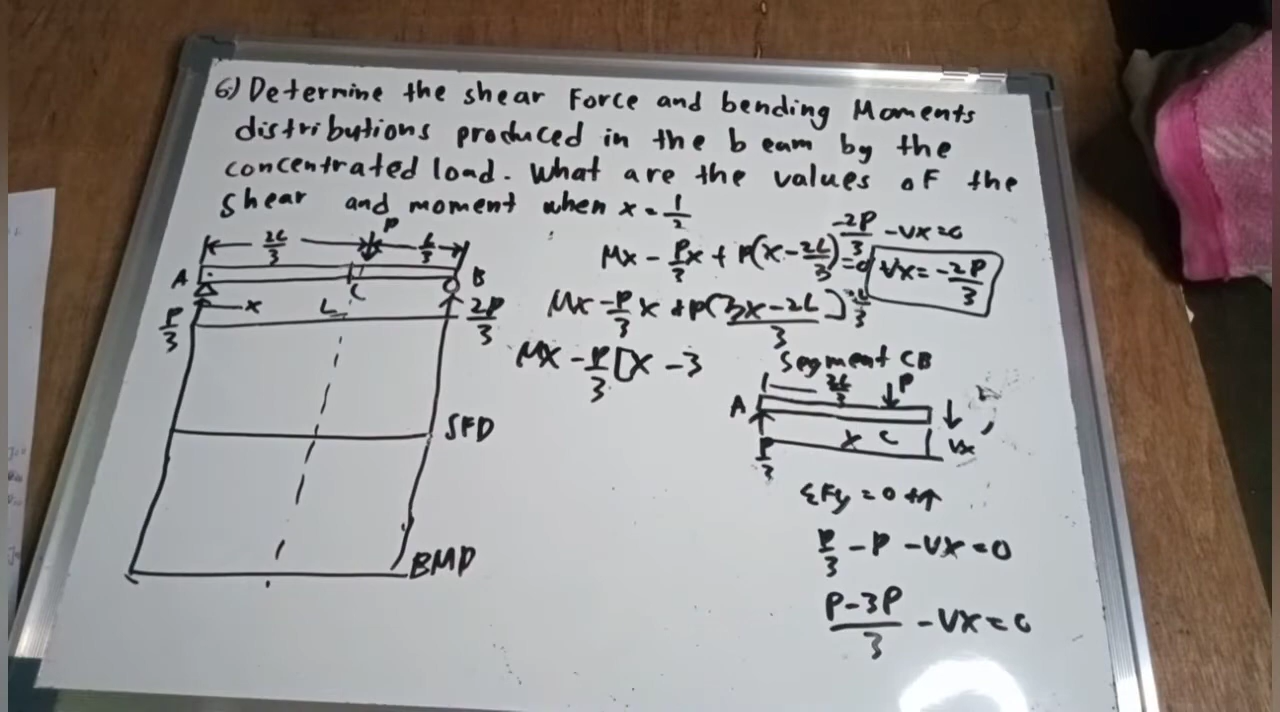 6.) Determine the shear Force and bending Moments
distributions produced in the beam by the
concentrated load. What are the values of the
shear and moment when x = 1/2
2L/3 P L/3
A C B
P/3 x L 2P/3
SFD
BMD
Mx - P/3x + P(x - 2L/3) = 0
Mx - P/3 x + P(3x-2L/3)
Mx - P/3[x - 3
-2P/3 - Vx = 0
Vx = -2P/3
Segment CB
2L/3 P
A
P/3 x C Vx
ΣFy = 0 +↑
P/3 - P - Vx = 0
P-3P/3 - Vx = 0